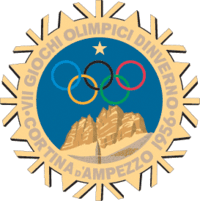 VII GIOCHI OLIMPICI D'INVERNO
CORTINA D'AMPEZZO 1956